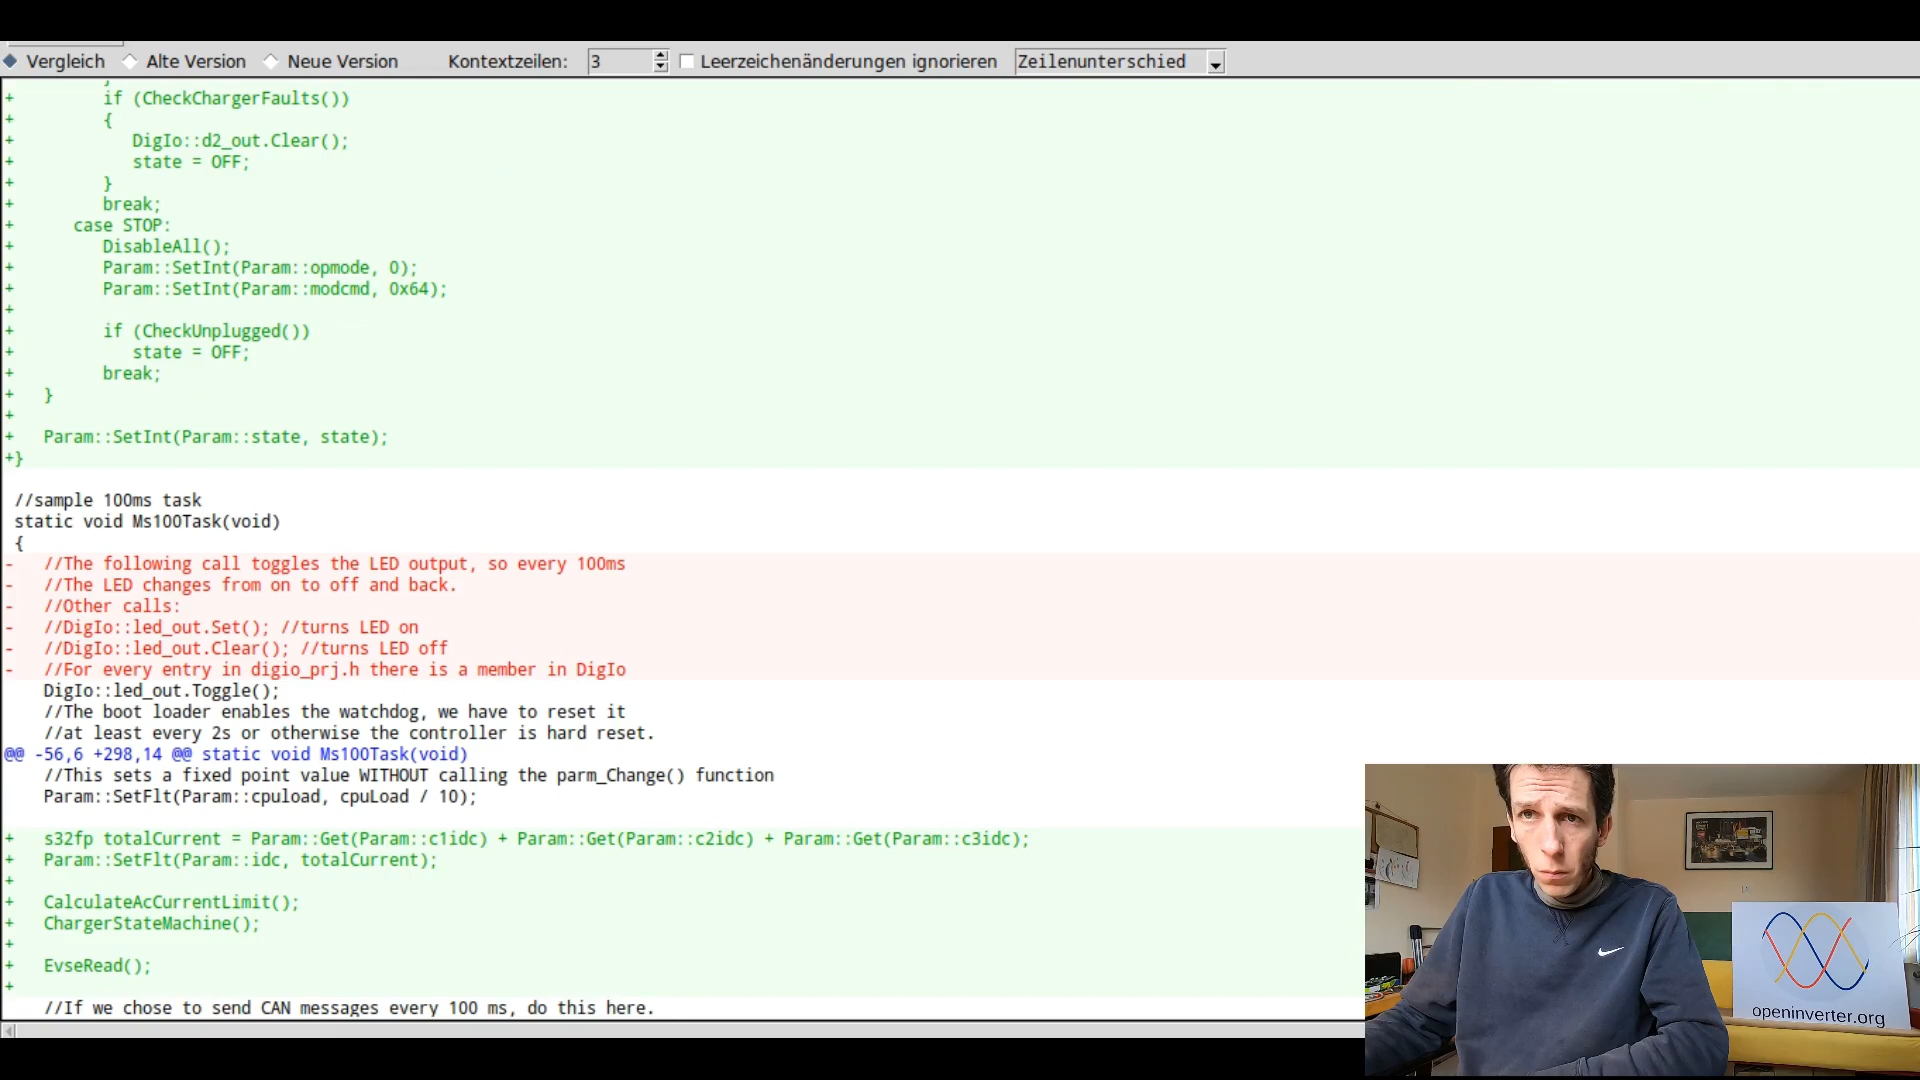 Vergleich Alte Version Neue Version Kontextzeilen: 3 Leerzeichenänderungen ignorieren Zeilenunterschied
+ if (CheckChargerFaults())
+ {
+ DigIo::d2_out.Clear();
+ state = OFF;
+ }
+ break;
+ case STOP:
+ DisableAll();
+ Param::SetInt(Param::opmode, 0);
+ Param::SetInt(Param::modcmd, 0x64);
+
+ if (CheckUnplugged())
+ state = OFF;
+ break;
+ }
+
+ Param::SetInt(Param::state, state);
+}
//sample 100ms task
static void Ms100Task(void)
{
- //The following call toggles the LED output, so every 100ms
- //The LED changes from on to off and back.
- //Other calls:
- //DigIo::led_out.Set(); //turns LED on
- //DigIo::led_out.Clear(); //turns LED off
- //For every entry in digio_prj.h there is a member in DigIo
DigIo::led_out.Toggle();
//The boot loader enables the watchdog, we have to reset it
//at least every 2s or otherwise the controller is hard reset.
@@ -56,6 +298,14 @@ static void Ms100Task(void)
//This sets a fixed point value WITHOUT calling the parm_Change() function
Param::SetFlt(Param::cpuload, cpuLoad / 10);
+ s32fp totalCurrent = Param::Get(Param::c1idc) + Param::Get(Param::c2idc) + Param::Get(Param::c3idc);
+ Param::SetFlt(Param::idc, totalCurrent);
+
+ CalculateAcCurrentLimit();
+ ChargerStateMachine();
+
+ EvseRead();
+
//If we chose to send CAN messages every 100 ms, do this here.
openinverter.org